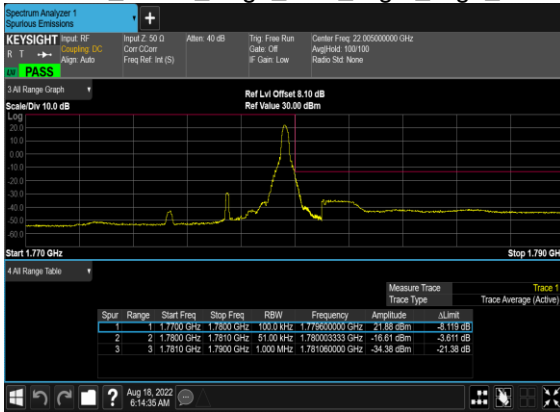 Spectrum Analyzer 1
Spurious Emissions
+
KEYSIGHT
R T
LVI PASS
Input: RF
Coupling: DC
Align: Auto
Input Z: 50 Ω
Corr CCorr
Freq Ref: Int (S)
Atten: 40 dB
Trig: Free Run
Gate: Off
IF Gain: Low
Center Freq: 22.005000000 GHz
Avg|Hold: 100/100
Radio Std: None
3 All Range Graph
Scale/Div 10.0 dB
Ref Lvl Offset 8.10 dB
Ref Value 30.00 dBm
Log
20.0
10.0
0.00
-10.0
-20.0
-30.0
-40.0
-50.0
-60.0
Start 1.770 GHz
Stop 1.790 GH
4 All Range Table
Measure Trace Trace 1
Trace Type Trace Average (Active)
Spur Range Start Freq Stop Freq RBW Frequency Amplitude ΔLimit
1 1 1.7700 GHz 1.7800 GHz 100.0 kHz 1.779600000 GHz 21.88 dBm -8.119 dB
2 2 1.7800 GHz 1.7810 GHz 51.00 kHz 1.780003333 GHz -16.61 dBm -3.611 dB
3 3 1.7810 GHz 1.7900 GHz 1.000 MHz 1.781060000 GHz -34.38 dBm -21.38 dB
?
Aug 18, 2022
6:14:35 AM